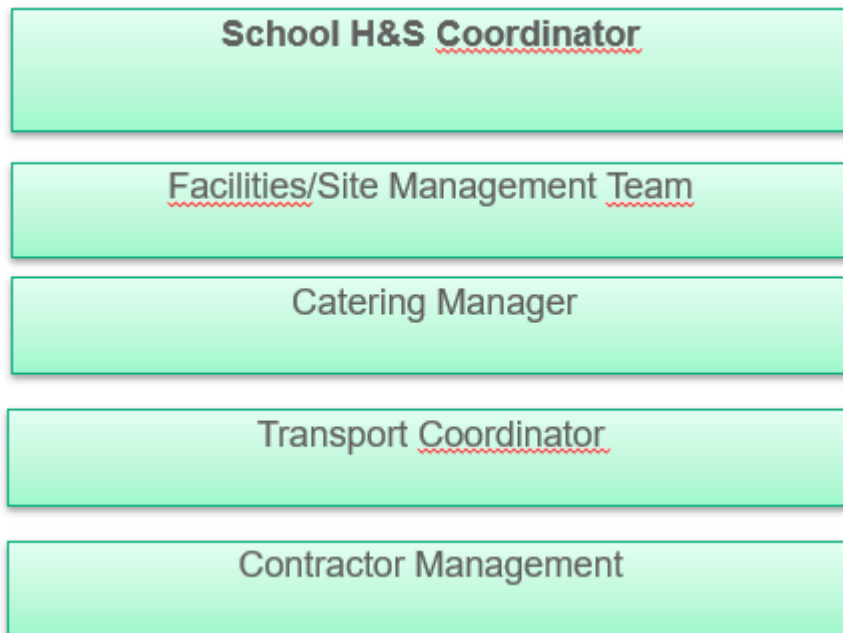 School H&S Coordinator
Facilities/Site Management Team
Catering Manager
Transport Coordinator
Contractor Management